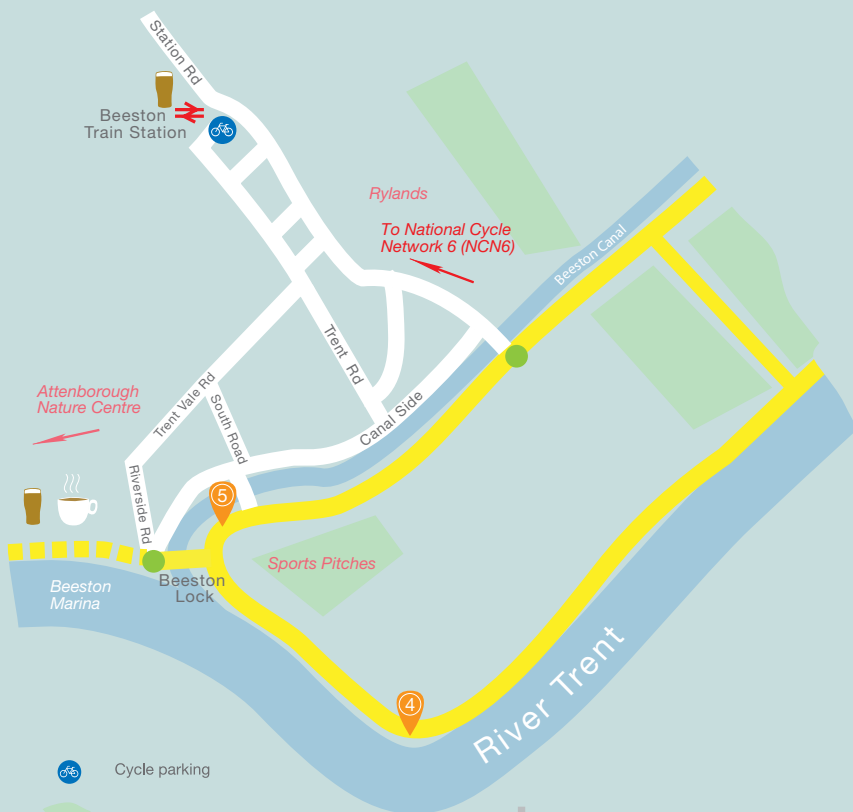 Station Rd
Beeston
Train Station
Rylands
To National Cycle
Network 6 (NCN6)
Beeston Canal
Trent Rd
Attenborough
Nature Centre
Trent Vale Rd
South Road
Canal Side
Riverside Rd
5
Sports Pitches
Beeston
Lock
Beeston
Marina
River Trent
4
Cycle parking